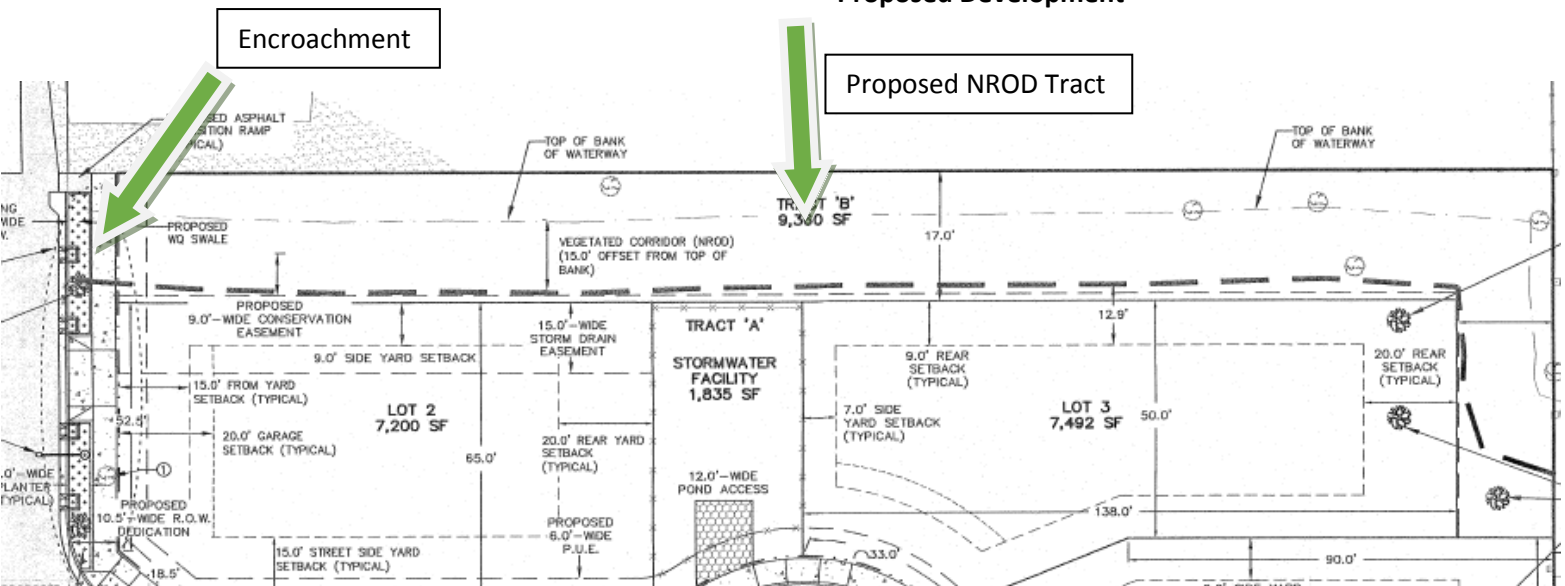 Proposed Development
Encroachment
Proposed NROD Tract
ASPHALT
RAMP
TOP OF BANK
OF WATERWAY
TOP OF BANK
OF WATERWAY
TRACT 'B'
PROPOSED
WQ SWALE
VEGETATED CORRIDOR (NROD)
(15.0' OFFSET FROM TOP OF
BANK)
17.0'
PROPOSED
9.0'-WIDE CONSERVATION
EASEMENT
15.0'-WIDE
STORM DRAIN
EASEMENT
TRACT 'A'
STORMWATER
FACILITY
1,835 SF
12.9'
9.0' SIDE YARD SETBACK
9.0' REAR
SETBACK
(TYPICAL)
20.0' REAR
SETBACK
(TYPICAL)
15.0' FROM YARD
SETBACK (TYPICAL)
LOT 2
7,200 SF
7.0' SIDE
YARD SETBACK
(TYPICAL)
LOT 3
7,492 SF
50.0'
52.5'
20.0' GARAGE
SETBACK (TYPICAL)
65.0'
20.0' REAR YARD
SETBACK
(TYPICAL)
1
12.0'-WIDE
POND ACCESS
.0'-WIDE
PLANTER
TYPICAL)
PROPOSED
10.5'-WIDE R.O.W.
DEDICATION
PROPOSED
6.0'-WIDE
P.U.E.
138.0'
15.0' STREET SIDE YARD
SETBACK (TYPICAL)
18.5'
33.0'
90.0'